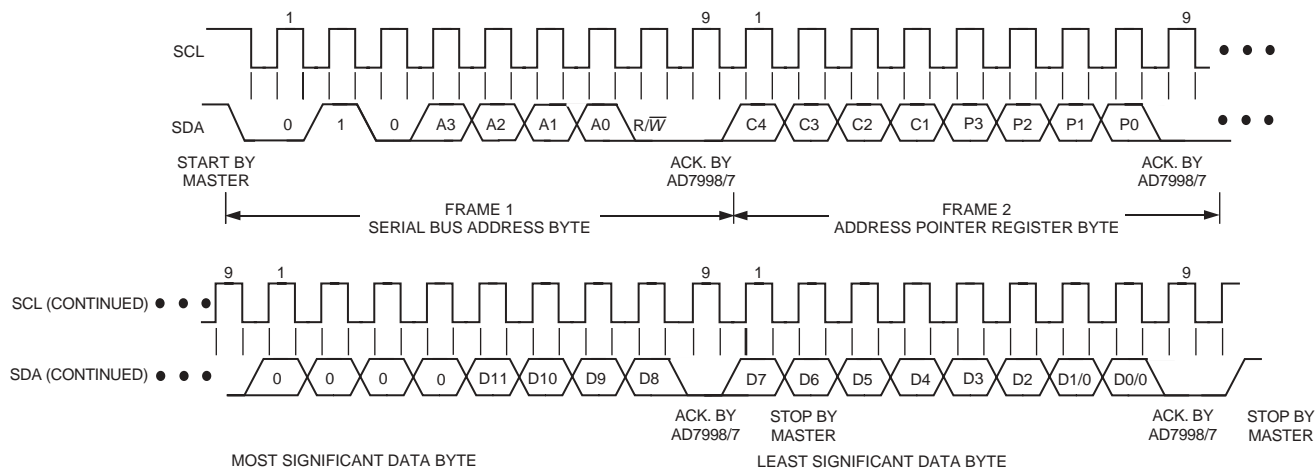 1 9 1 9
SCL
SDA 0 1 0 A3 A2 A1 A0 R/W̅ C4 C3 C2 C1 P3 P2 P1 P0
START BY MASTER
ACK. BY AD7998/7
ACK. BY AD7998/7
FRAME 1
SERIAL BUS ADDRESS BYTE
FRAME 2
ADDRESS POINTER REGISTER BYTE
9 1 9 1 9
SCL (CONTINUED)
SDA (CONTINUED) 0 0 0 0 D11 D10 D9 D8 D7 D6 D5 D4 D3 D2 D1/0 D0/0
ACK. BY AD7998/7
STOP BY MASTER
ACK. BY AD7998/7
STOP BY MASTER
MOST SIGNIFICANT DATA BYTE
LEAST SIGNIFICANT DATA BYTE